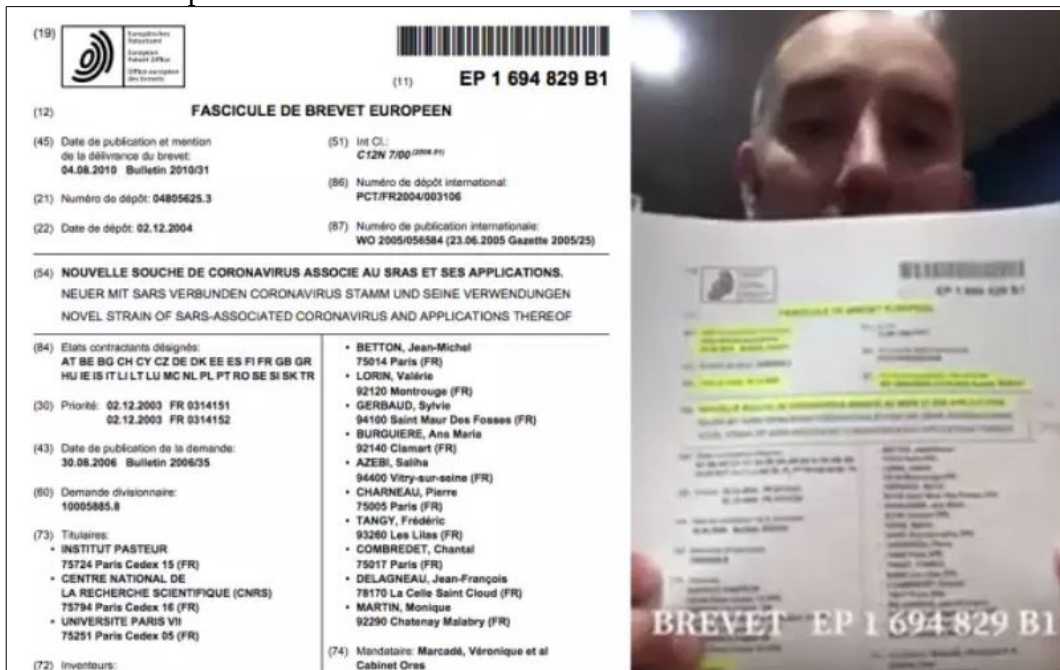 (19)
Europäisches
Patentamt
European
Patent Office
Office européen
des brevets
(11) EP 1 694 829 B1
(12) FASCICULE DE BREVET EUROPEEN
(45) Date de publication et mention
de la délivrance du brevet:
04.08.2010 Bulletin 2010/31
(21) Numéro de dépôt: 04805625.3
(22) Date de dépôt: 02.12.2004
(51) Int Cl.:
C12N 7/00 (2006.01)
(86) Numéro de dépôt international:
PCT/FR2004/003106
(87) Numéro de publication internationale:
WO 2005/056584 (23.06.2005 Gazette 2005/25)
(54) NOUVELLE SOUCHE DE CORONAVIRUS ASSOCIE AU SRAS ET SES APPLICATIONS.
NEUER MIT SARS VERBUNDEN CORONAVIRUS STAMM UND SEINE VERWENDUNGEN
NOVEL STRAIN OF SARS-ASSOCIATED CORONAVIRUS AND APPLICATIONS THEREOF
(84) Etats contractants désignés:
AT BE BG CH CY CZ DE DK EE ES FI FR GB GR
HU IE IS IT LI LT LU MC NL PL PT RO SE SI SK TR
(30) Priorité: 02.12.2003 FR 0314151
02.12.2003 FR 0314152
(43) Date de publication de la demande:
30.08.2006 Bulletin 2006/35
(60) Demande divisionnaire:
10005885.8
(73) Titulaires:
• INSTITUT PASTEUR
75724 Paris Cedex 15 (FR)
• CENTRE NATIONAL DE
LA RECHERCHE SCIENTIFIQUE (CNRS)
75794 Paris Cedex 16 (FR)
• UNIVERSITE PARIS VII
75251 Paris Cedex 05 (FR)
(72) Inventeurs:
• BETTON, Jean-Michel
75014 Paris (FR)
• LORIN, Valérie
92120 Montrouge (FR)
• GERBAUD, Sylvie
94100 Saint Maur Des Fosses (FR)
• BURGUIERE, Ana Maria
92140 Clamart (FR)
• AZEBI, Saliha
94400 Vitry-sur-seine (FR)
• CHARNEAU, Pierre
75005 Paris (FR)
• TANGY, Frédéric
93260 Les Lilas (FR)
• COMBREDET, Chantal
75017 Paris (FR)
• DELAGNEAU, Jean-François
78170 La Celle Saint Cloud (FR)
• MARTIN, Monique
92290 Chatenay Malabry (FR)
(74) Mandataire: Marcadé, Véronique et al
Cabinet Ores
EP 1 694 829 B1
FASCICULE DE BREVET EUROPEEN
BREVET EP 1 694 829 B1